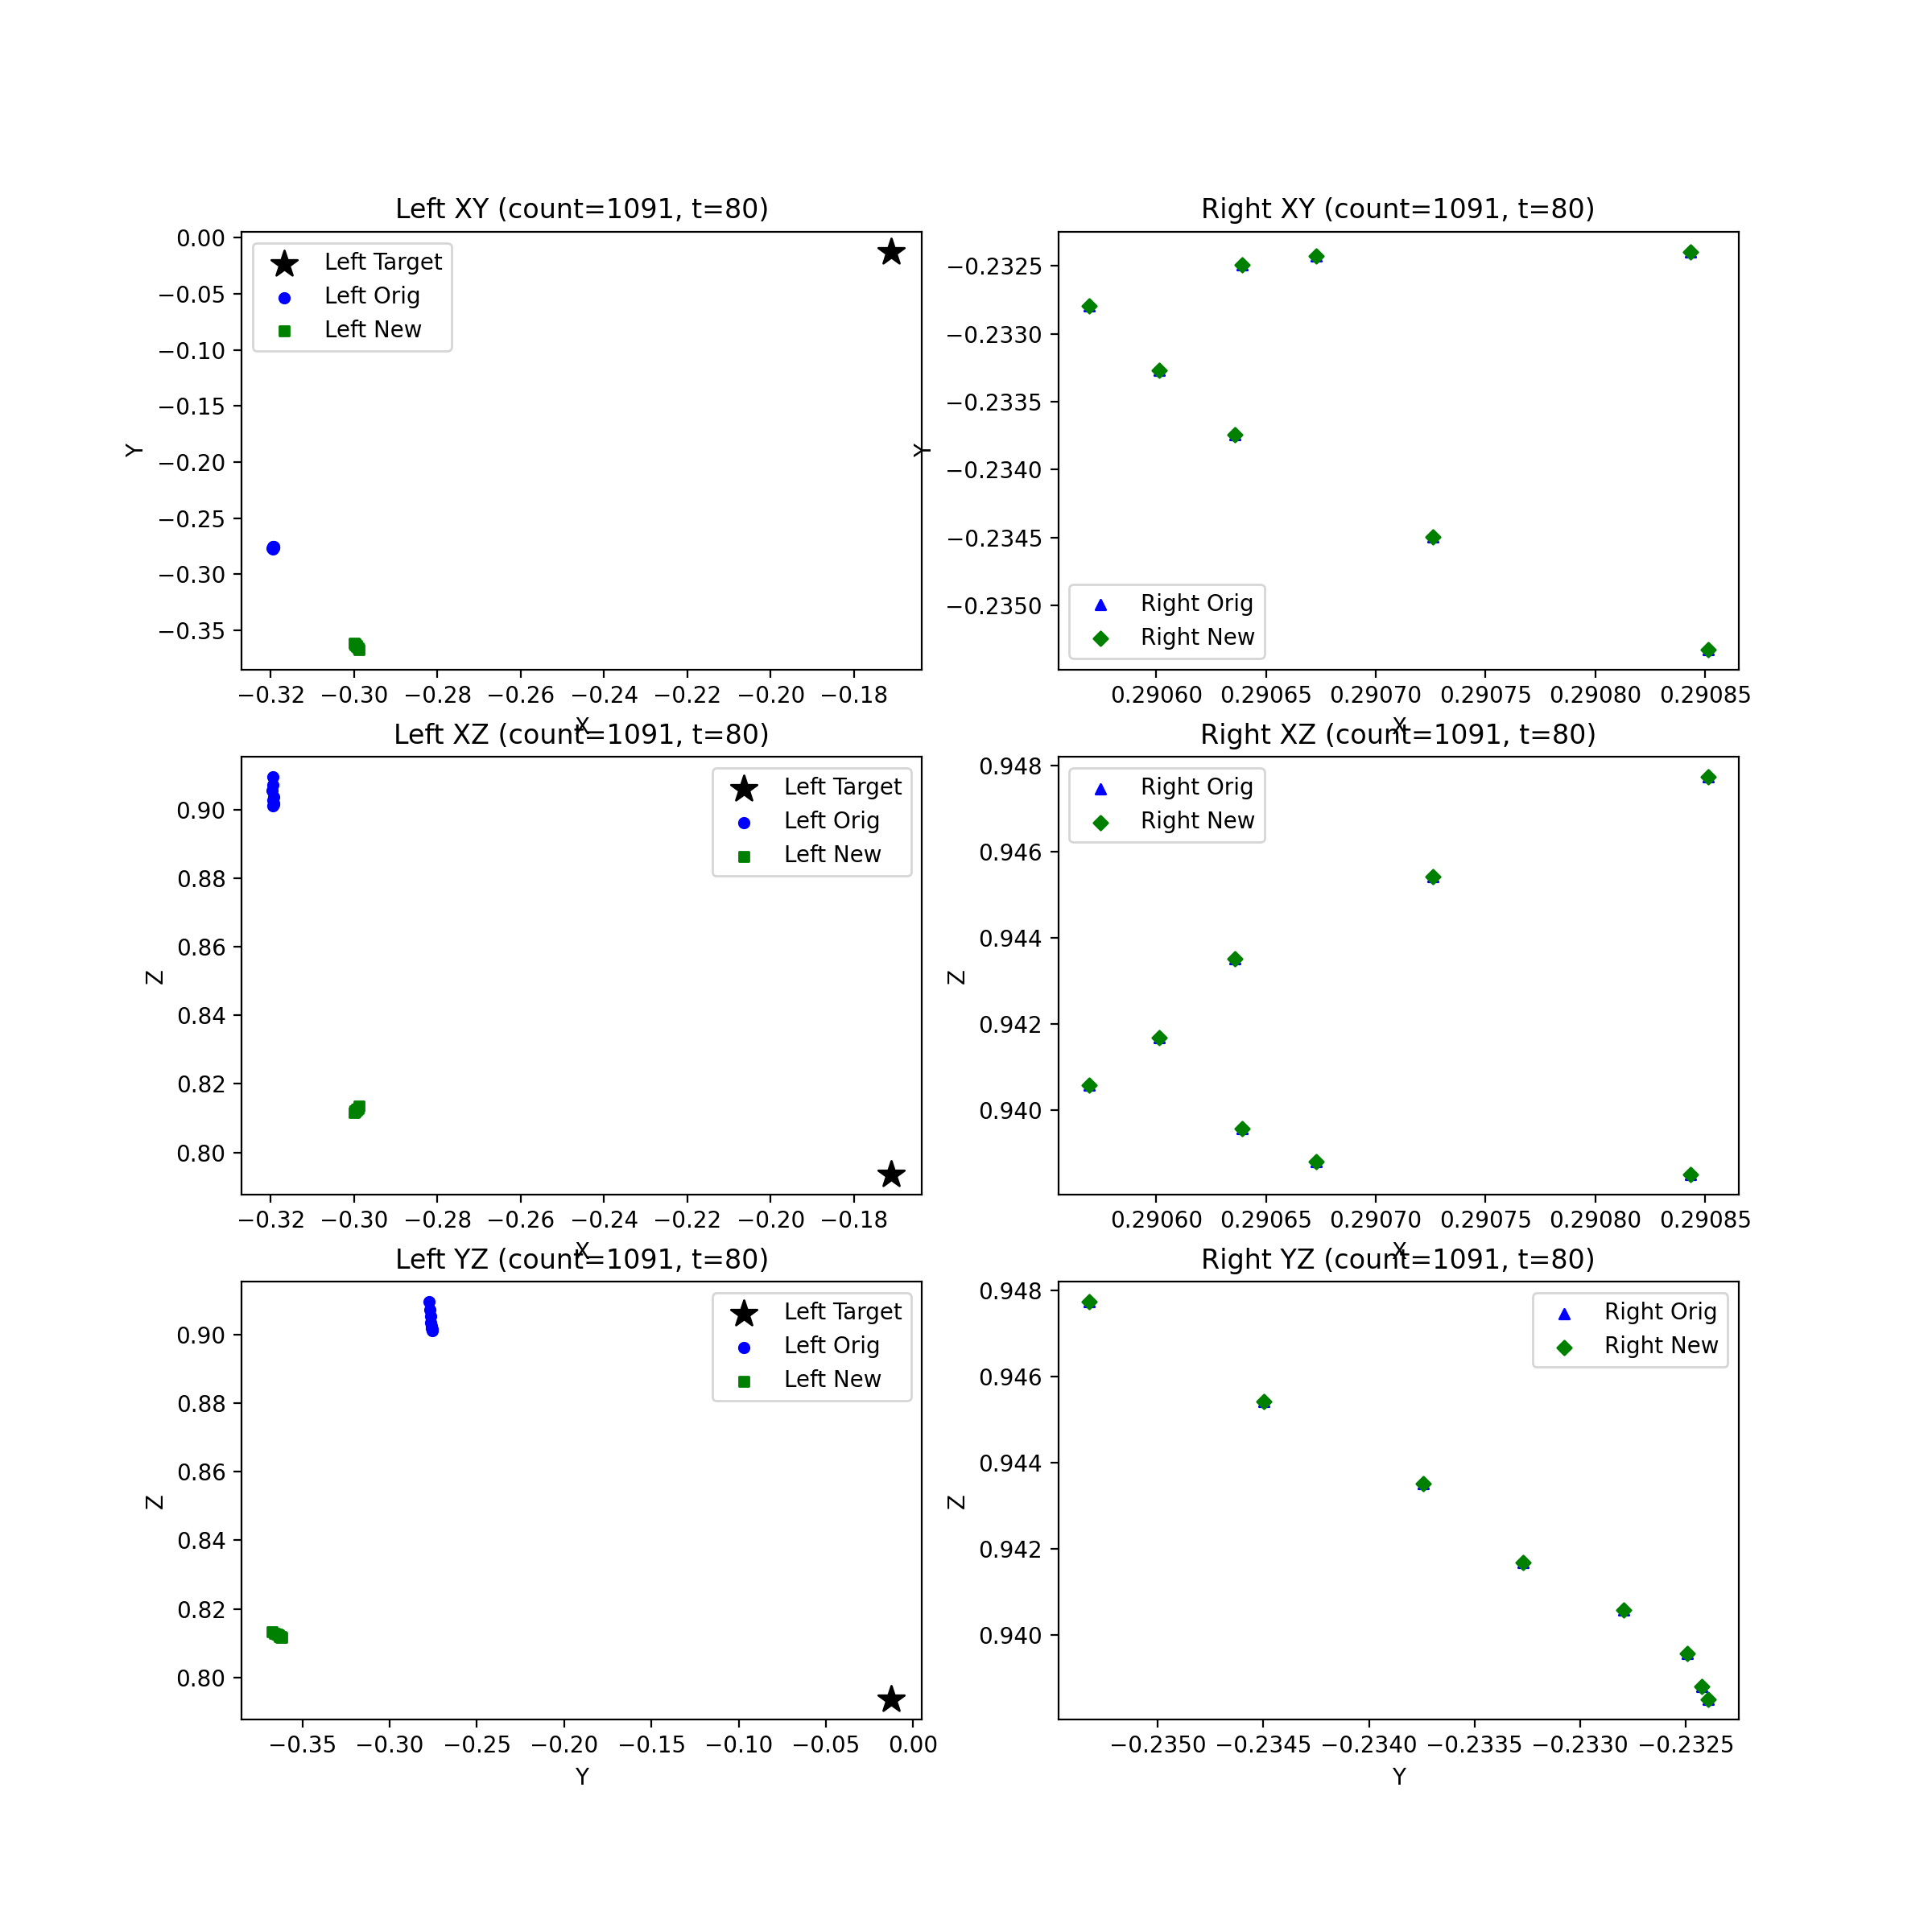 Left XY (count=1091, t=80)
0.00
−0.05
−0.10
−0.15
−0.20
−0.25
−0.30
−0.35
Y
Left Target
Left Orig
Left New
−0.32 −0.30 −0.28 −0.26 −0.24 −0.22 −0.20 −0.18
X
Right XY (count=1091, t=80)
−0.2325
−0.2330
−0.2335
−0.2340
−0.2345
−0.2350
Y
Right Orig
Right New
0.29060 0.29065 0.29070 0.29075 0.29080 0.29085
X
Left XZ (count=1091, t=80)
0.90
0.88
0.86
0.84
0.82
0.80
Z
Left Target
Left Orig
Left New
−0.32 −0.30 −0.28 −0.26 −0.24 −0.22 −0.20 −0.18
X
Right XZ (count=1091, t=80)
0.948
0.946
0.944
0.942
0.940
Z
Right Orig
Right New
0.29060 0.29065 0.29070 0.29075 0.29080 0.29085
X
Left YZ (count=1091, t=80)
0.90
0.88
0.86
0.84
0.82
0.80
Z
Left Target
Left Orig
Left New
−0.35 −0.30 −0.25 −0.20 −0.15 −0.10 −0.05 0.00
Y
Right YZ (count=1091, t=80)
0.948
0.946
0.944
0.942
0.940
Z
Right Orig
Right New
−0.2350 −0.2345 −0.2340 −0.2335 −0.2330 −0.2325
Y